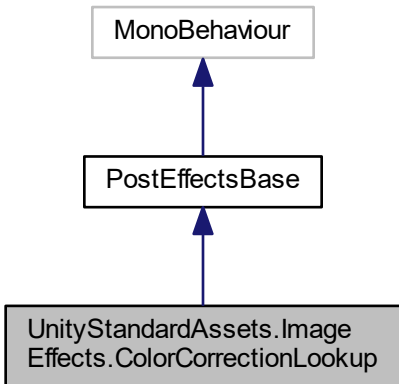 MonoBehaviour
PostEffectsBase
UnityStandardAssets.Image
Effects.ColorCorrectionLookup